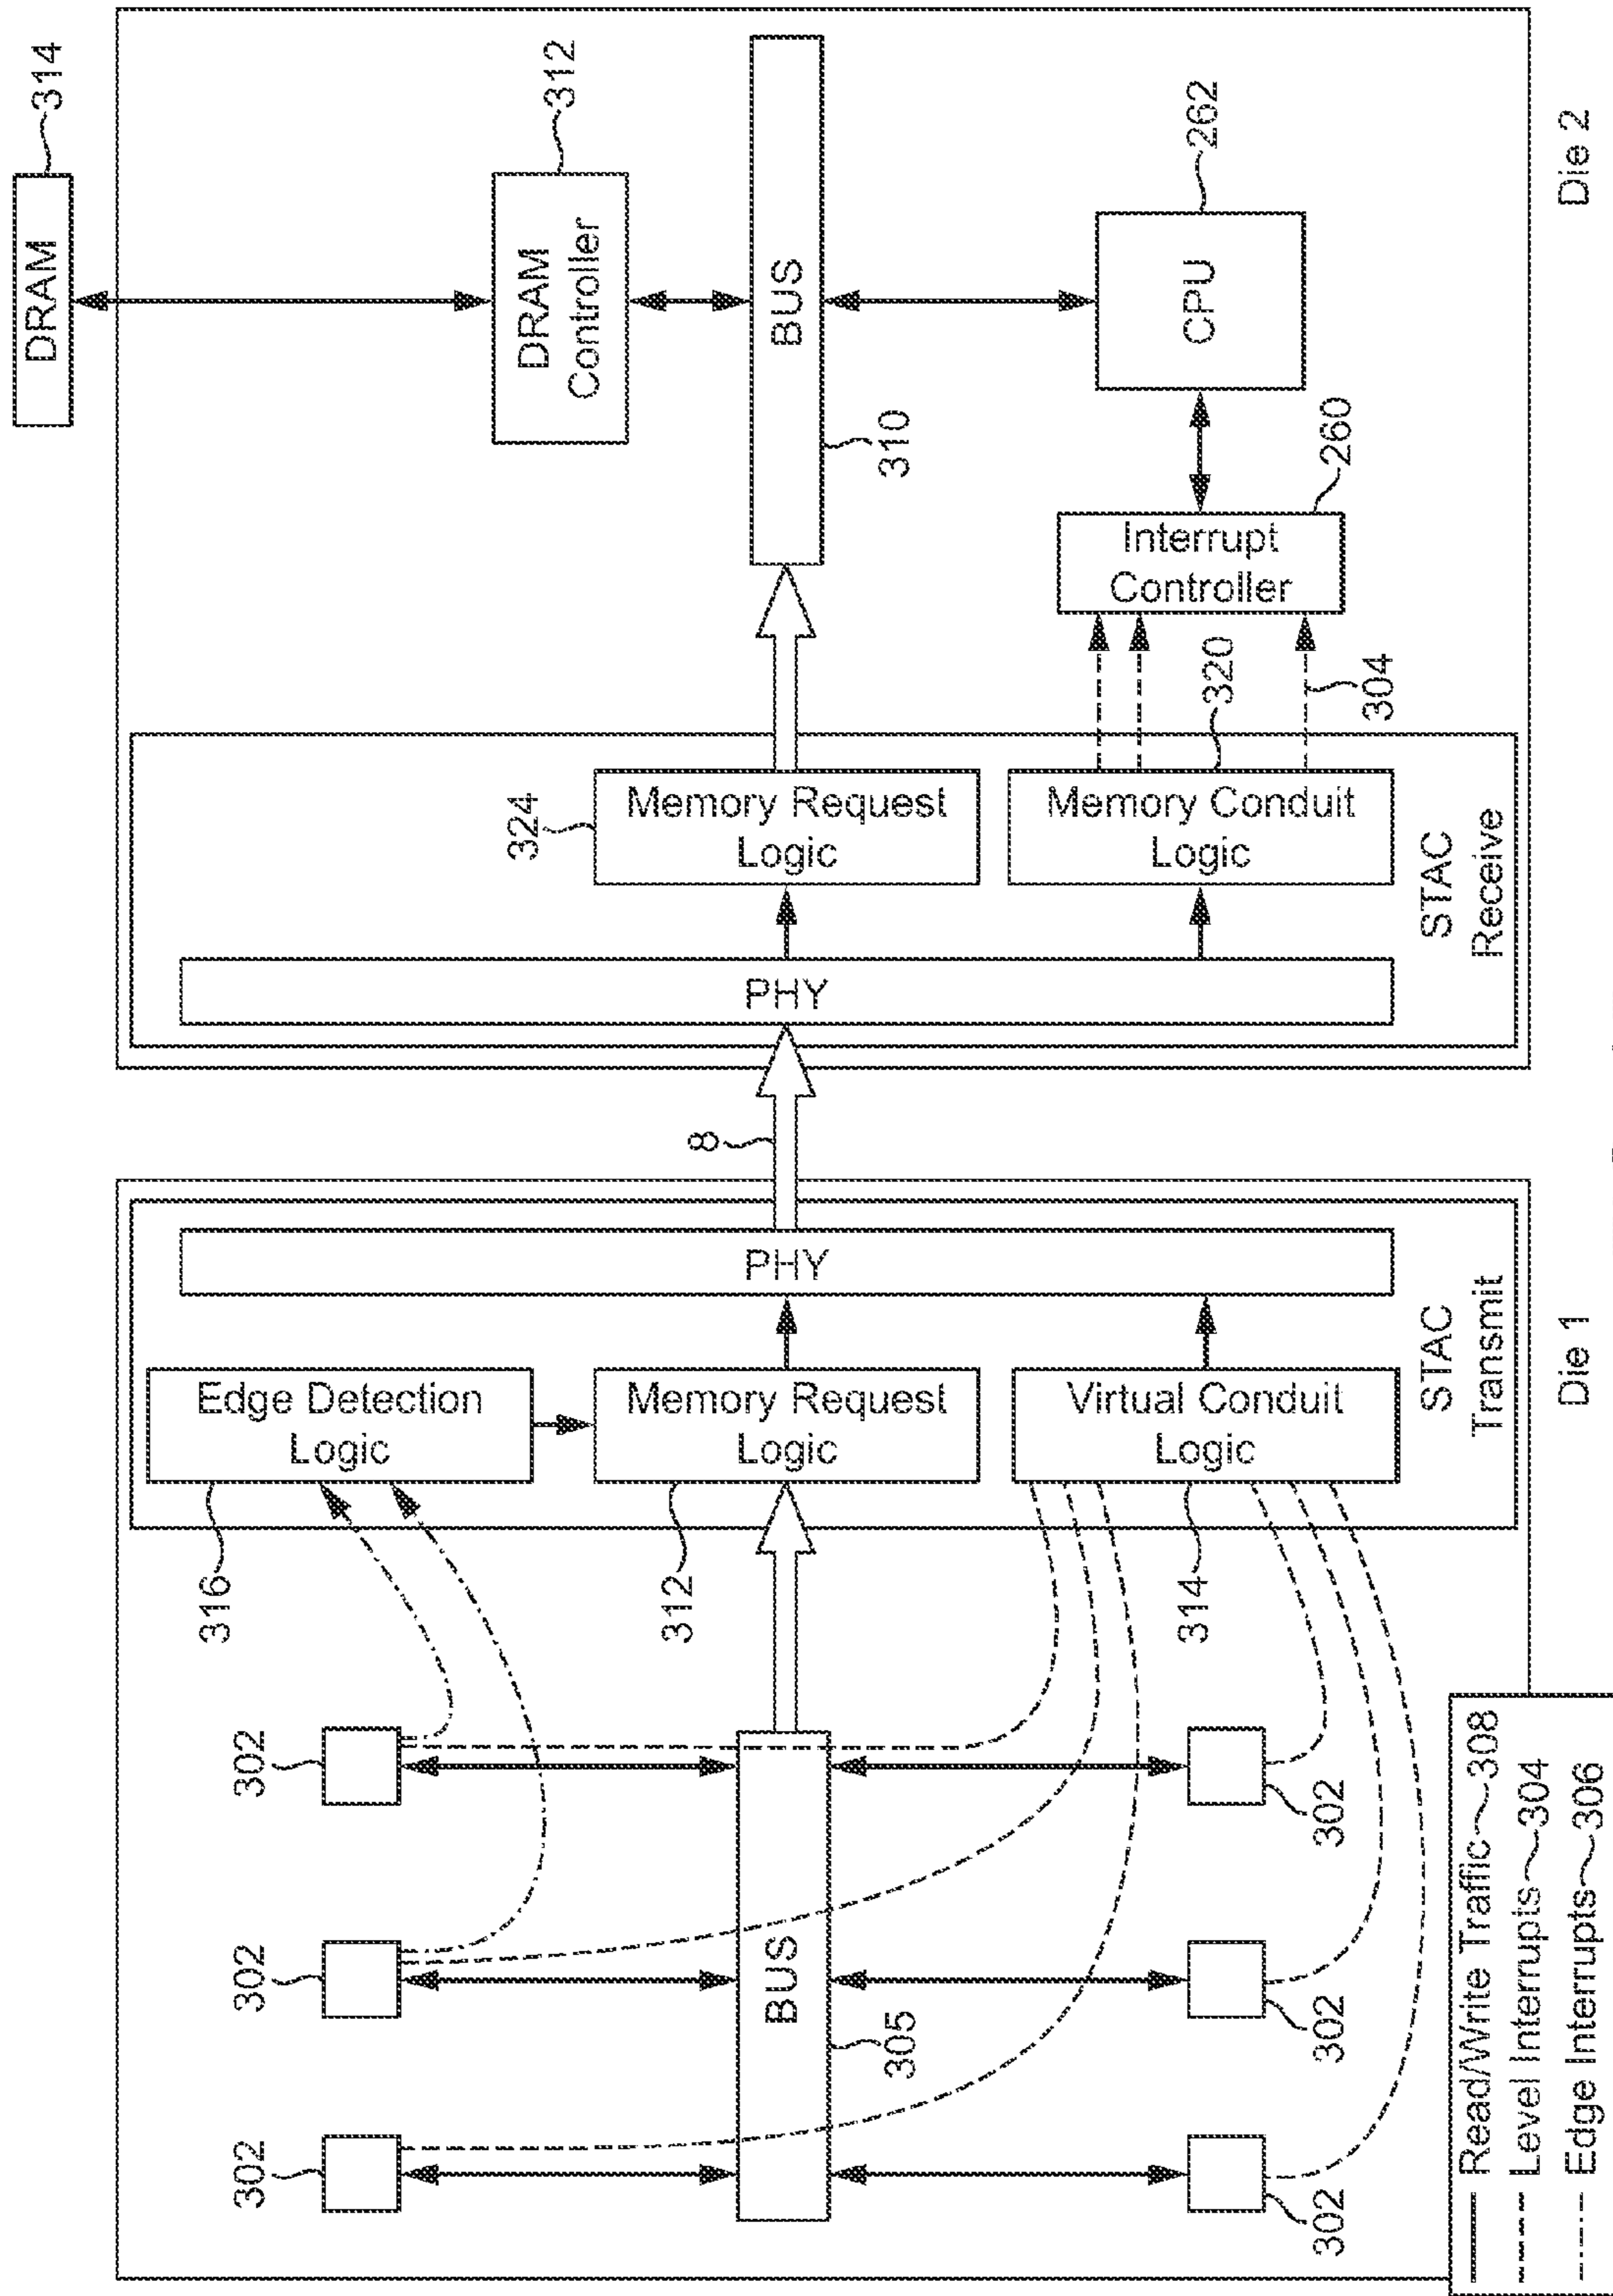 302
302
302
316
Edge Detection
Logic
312
Memory Request
Logic
314
Virtual Conduit
Logic
PHY
STAC
Transmit
BUS
305
302
302
302
Die 1
8
PHY
324
Memory Request
Logic
320
Memory Conduit
Logic
STAC
Receive
304
Interrupt
Controller
260
CPU
262
BUS
310
DRAM
Controller
312
DRAM
314
Die 2
Read/Write Traffic 308
Level Interrupts 304
Edge Interrupts 306